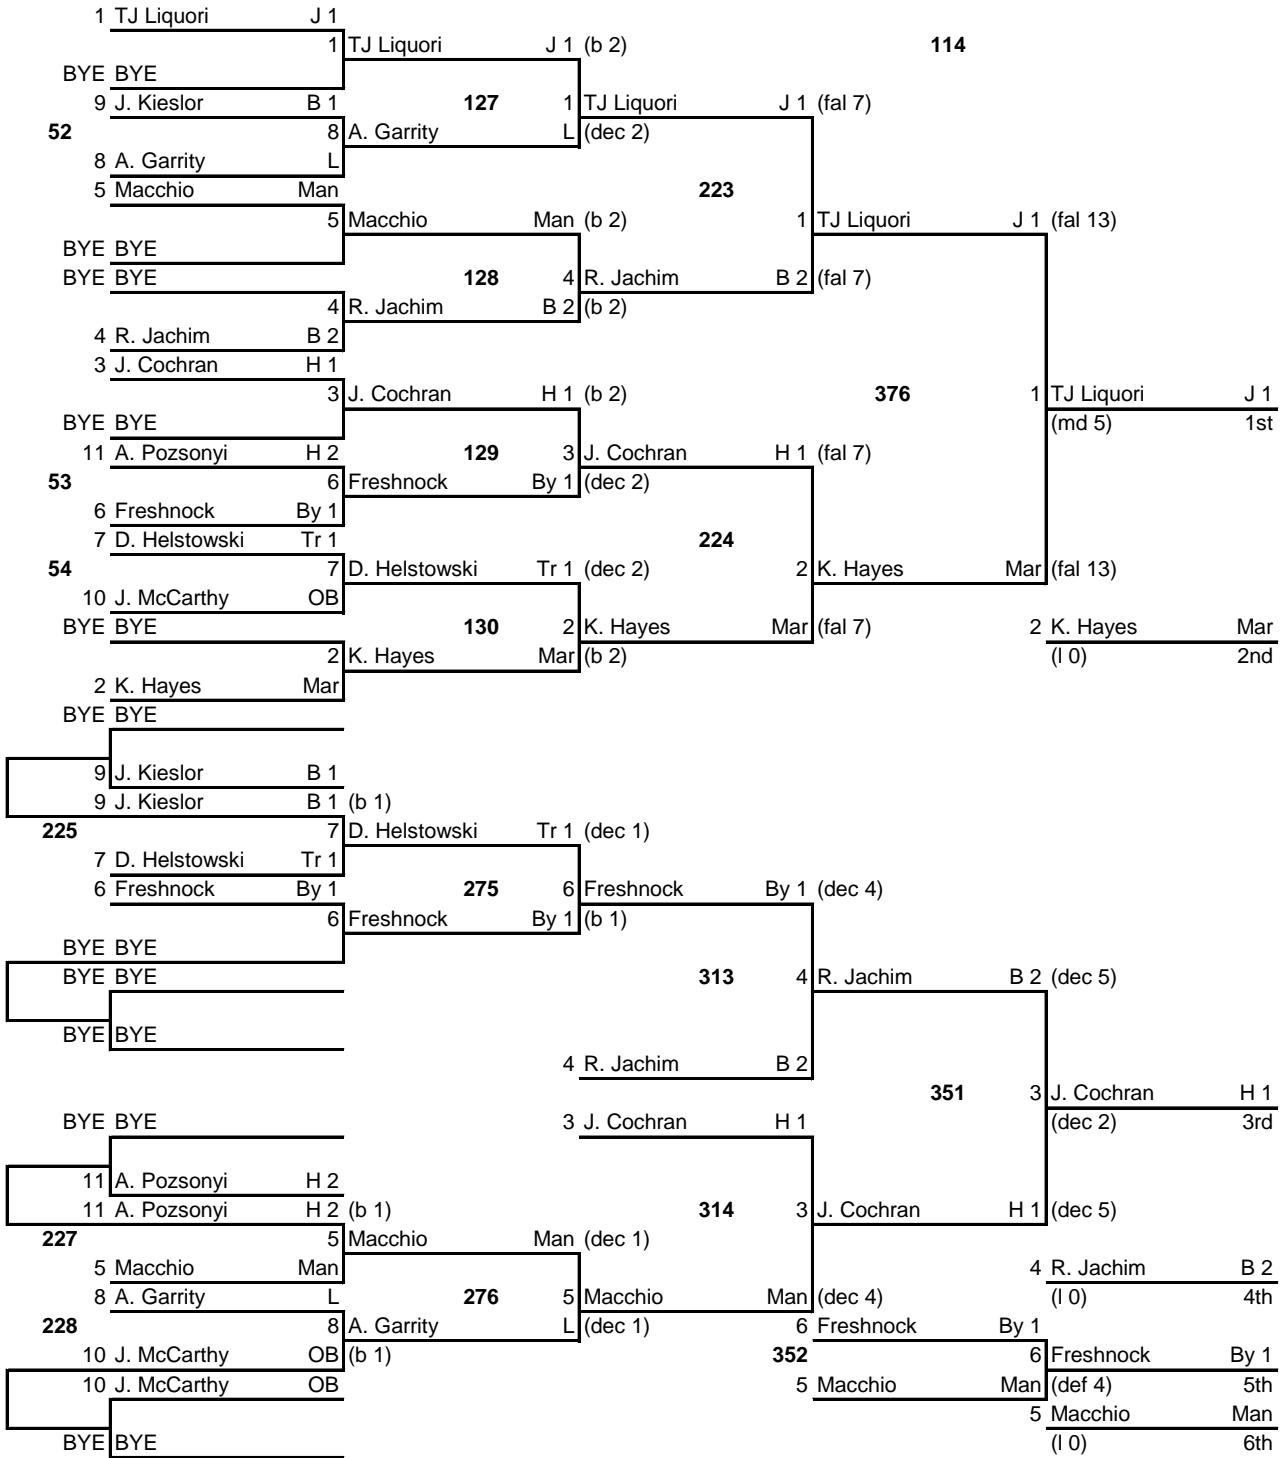 1 TJ Liquori J 1
1 TJ Liquori J 1 (b 2) 114
BYE BYE
9 J. Kieslor B 1 127 1 TJ Liquori J 1 (fal 7)
52 8 A. Garrity L (dec 2)
8 A. Garrity L
5 Macchio Man 223
5 Macchio Man (b 2) 1 TJ Liquori J 1 (fal 13)
BYE BYE
BYE BYE 128 4 R. Jachim B 2 (fal 7)
4 R. Jachim B 2 (b 2)
4 R. Jachim B 2
3 J. Cochran H 1
3 J. Cochran H 1 (b 2) 376 1 TJ Liquori J 1
BYE BYE (md 5) 1st
11 A. Pozsonyi H 2 129 3 J. Cochran H 1 (fal 7)
53 6 Freshnock By 1 (dec 2)
6 Freshnock By 1
7 D. Helstowski Tr 1 224
54 7 D. Helstowski Tr 1 (dec 2) 2 K. Hayes Mar (fal 13)
10 J. McCarthy OB
BYE BYE 130 2 K. Hayes Mar (fal 7) 2 K. Hayes Mar
2 K. Hayes Mar (b 2) (l 0) 2nd
2 K. Hayes Mar
BYE BYE
9 J. Kieslor B 1
9 J. Kieslor B 1 (b 1)
225 7 D. Helstowski Tr 1 (dec 1)
7 D. Helstowski Tr 1
6 Freshnock By 1 275 6 Freshnock By 1 (dec 4)
6 Freshnock By 1 (b 1)
BYE BYE
BYE BYE 313 4 R. Jachim B 2 (dec 5)
BYE BYE
4 R. Jachim B 2
351 3 J. Cochran H 1
BYE BYE 3 J. Cochran H 1 (dec 2) 3rd
11 A. Pozsonyi H 2
11 A. Pozsonyi H 2 (b 1) 314 3 J. Cochran H 1 (dec 5)
227 5 Macchio Man (dec 1)
5 Macchio Man 4 R. Jachim B 2
8 A. Garrity L 276 5 Macchio Man (dec 4) (l 0) 4th
228 8 A. Garrity L (dec 1) 6 Freshnock By 1
10 J. McCarthy OB (b 1) 352 6 Freshnock By 1
10 J. McCarthy OB 5 Macchio Man (def 4) 5th
5 Macchio Man
BYE BYE (l 0) 6th